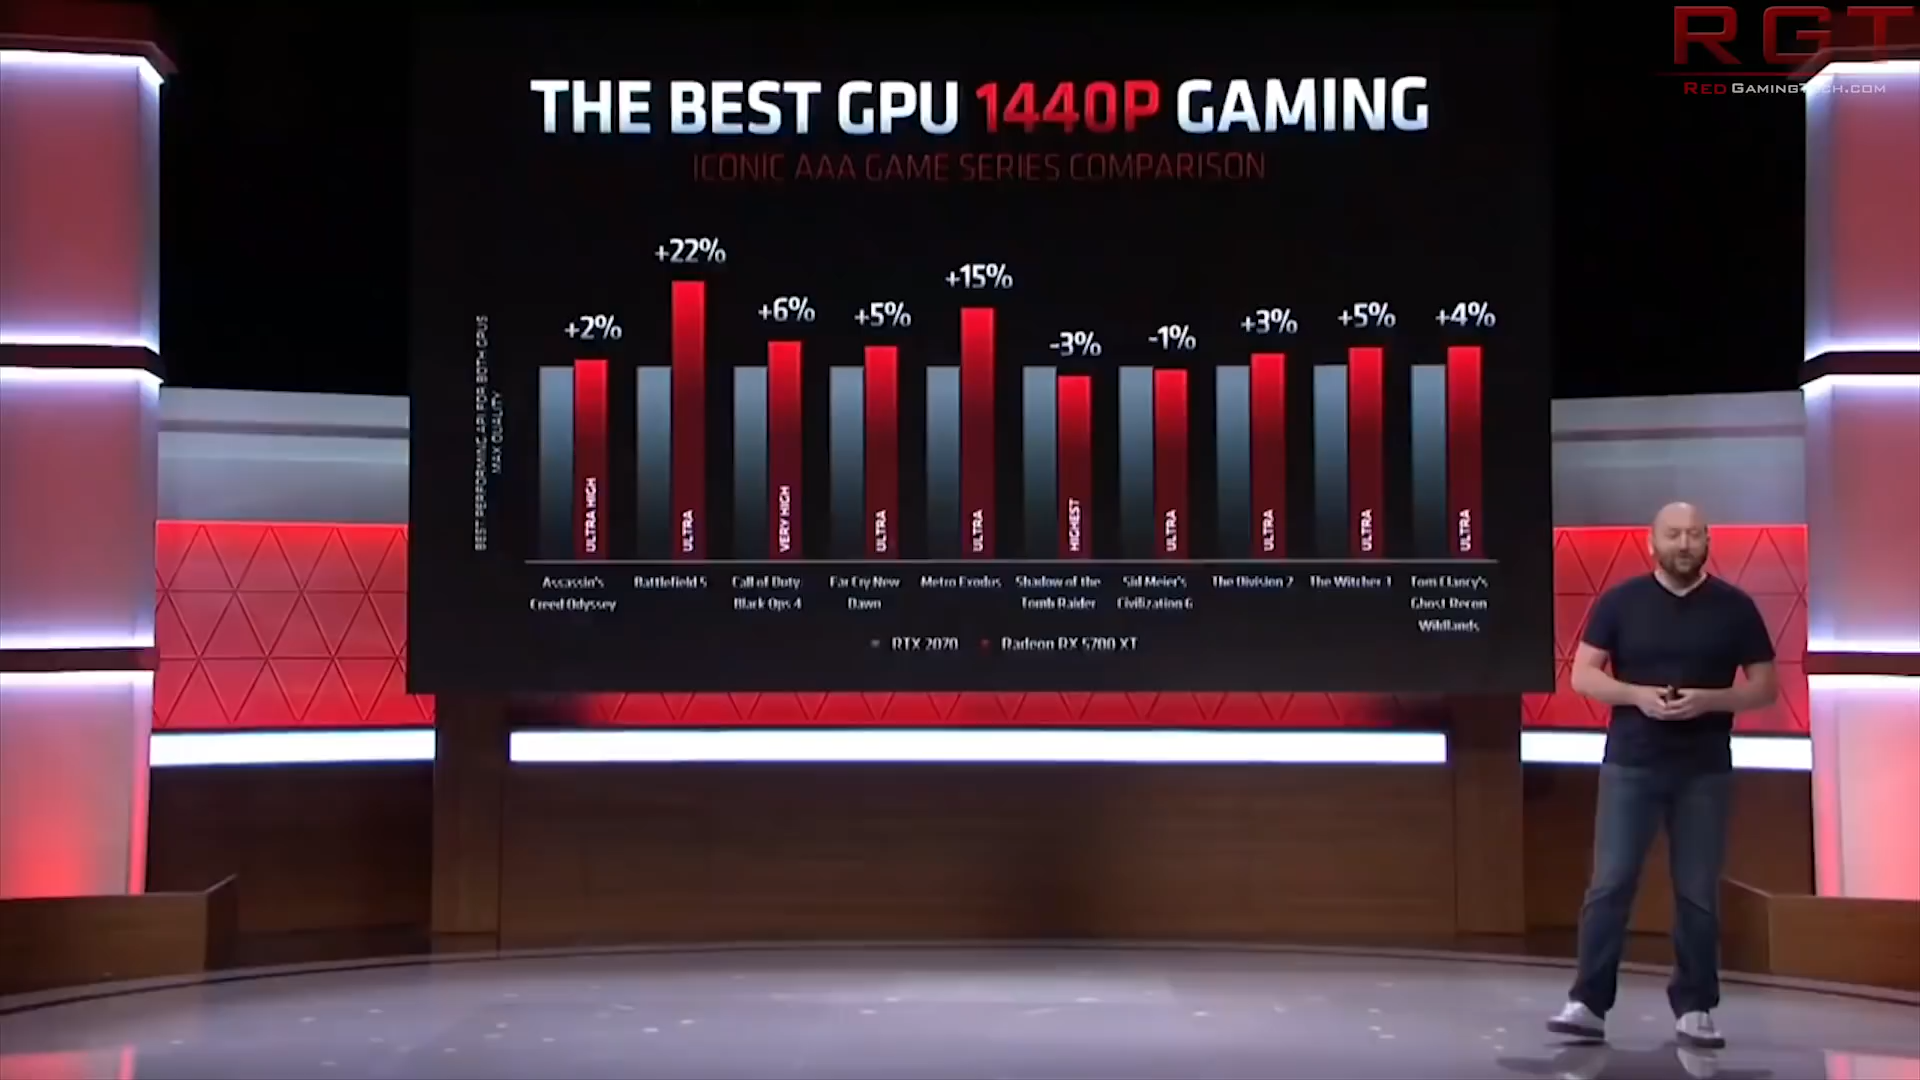 RGT
RED GAMINGTECH.COM
THE BEST GPU 1440P GAMING
ICONIC AAA GAME SERIES COMPARISON
+2%
+22%
+6%
+5%
+15%
-3%
-1%
+3%
+5%
+4%
BEST PERFORMING API FOR BOTH GPUS
MAX QUALITY
ULTRA HIGH
ULTRA
VERY HIGH
ULTRA
ULTRA
HIGHEST
ULTRA
ULTRA
ULTRA
ULTRA
Assassin's
Creed Odyssey
Battlefield 5
Call of Duty
Black Ops 4
Far Cry New
Dawn
Metro Exodus
Shadow of the
Tomb Raider
Sid Meier's
Civilization 6
The Division 2
The Witcher 3
Tom Clancy's
Ghost Recon
Wildlands
RTX 2070
Radeon RX 5700 XT